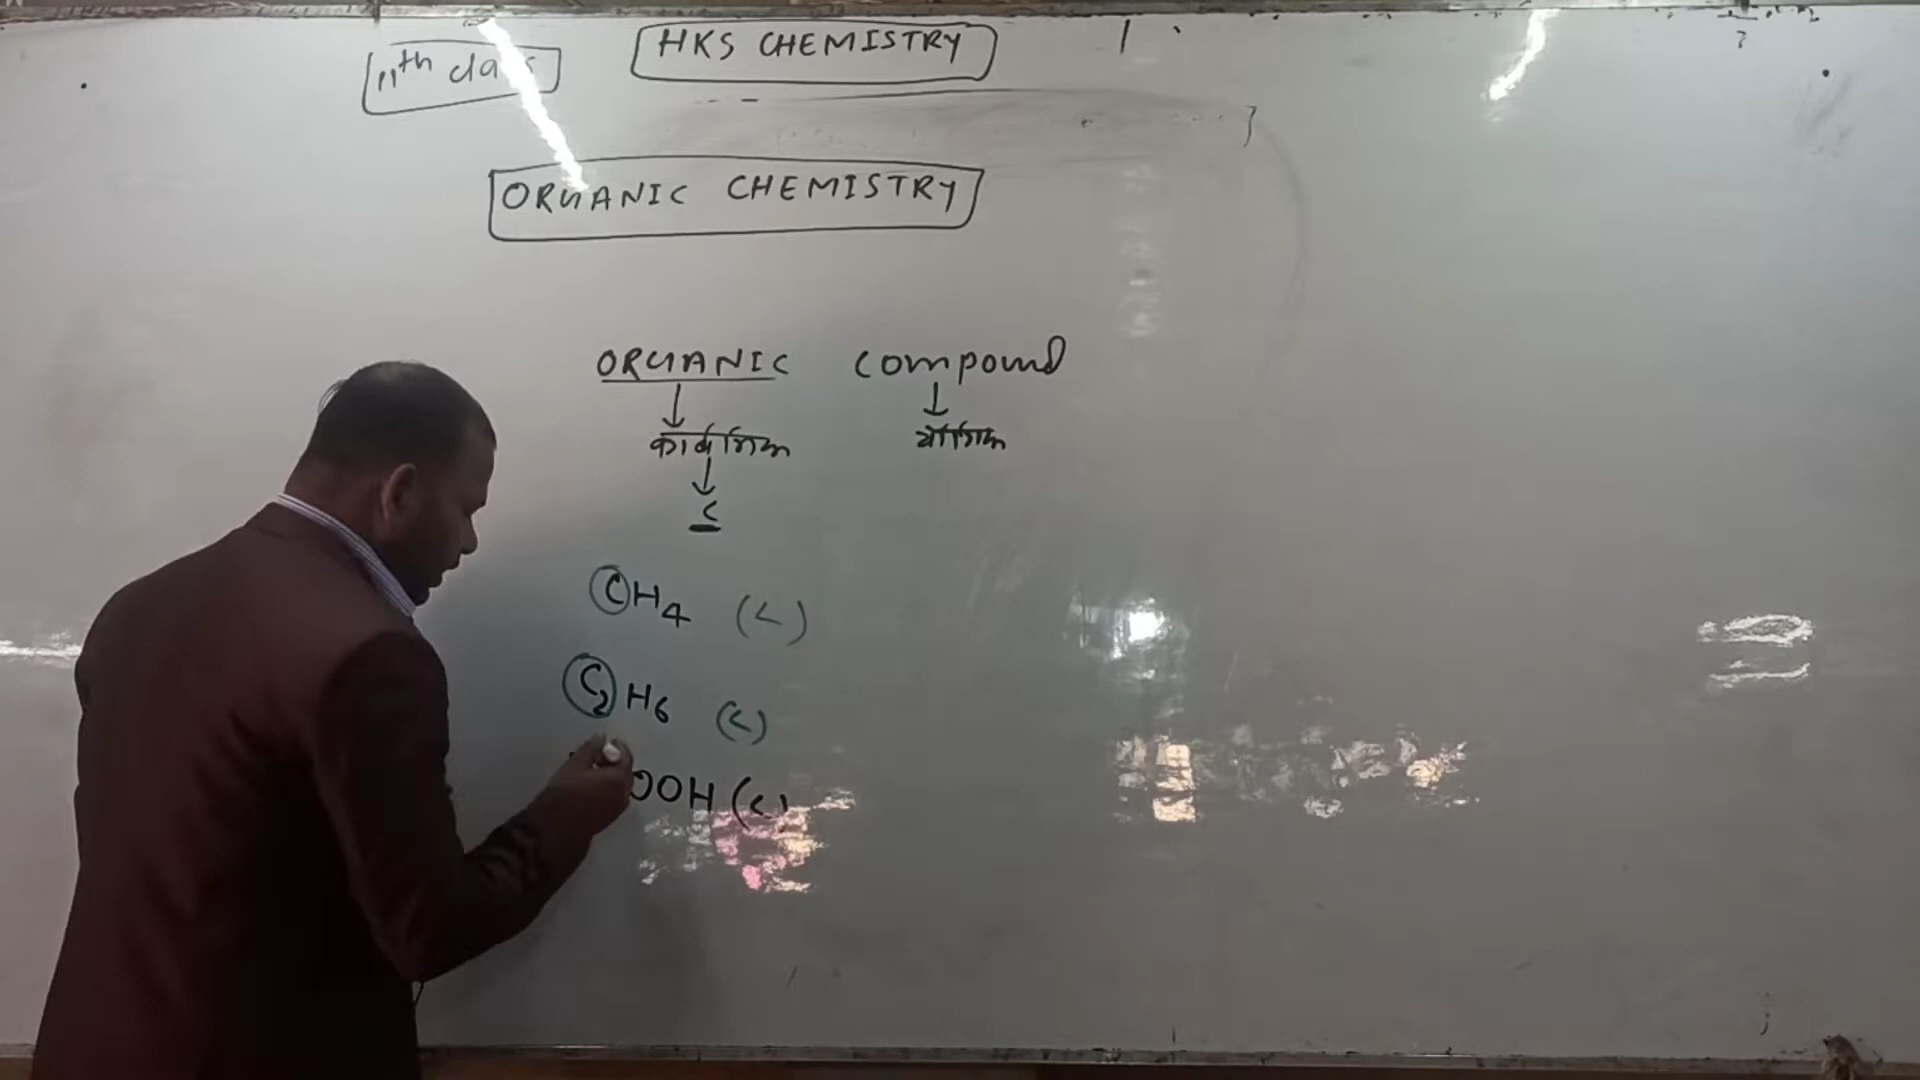 11th class
HKS CHEMISTRY
ORGANIC CHEMISTRY
ORGANIC compound
कार्बनिक यौगिक
C
CH4 (C)
C2H6 (C)
OOH (C)